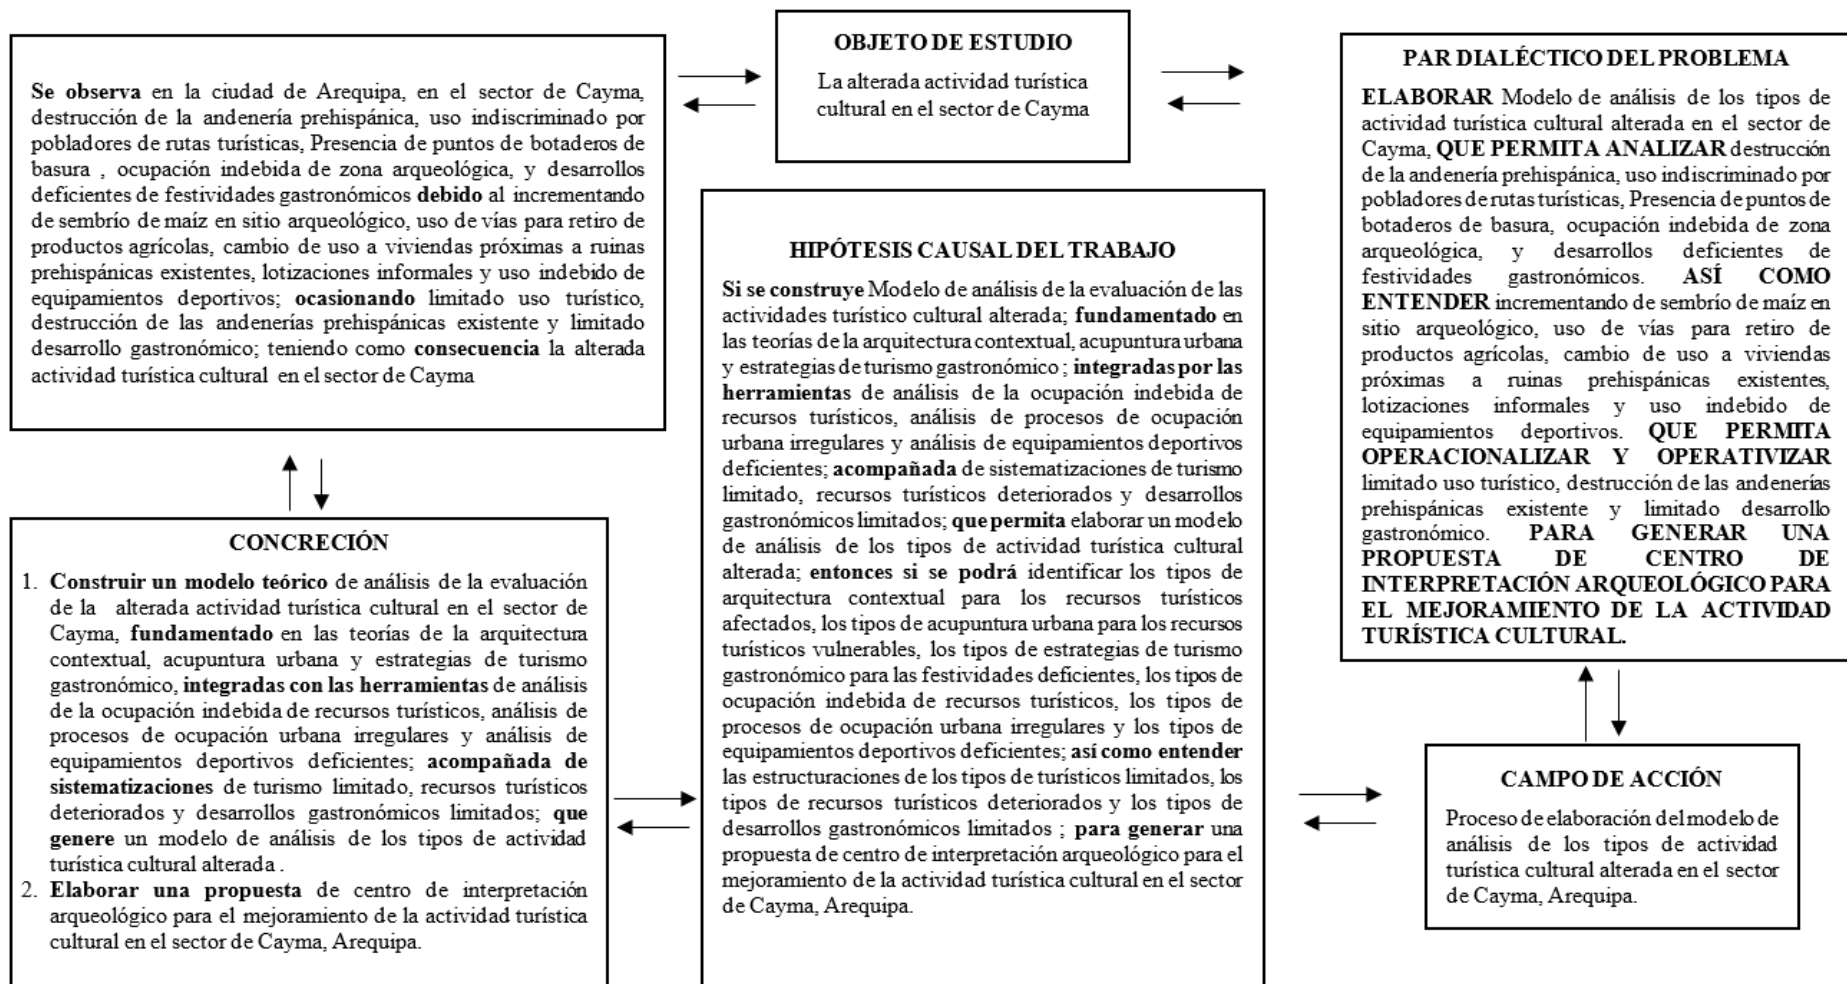 Se observa en la ciudad de Arequipa, en el sector de Cayma,
destrucción de la andenería prehispánica, uso indiscriminado por
pobladores de rutas turísticas, Presencia de puntos de botaderos de
basura , ocupación indebida de zona arqueológica, y desarrollos
deficientes de festividades gastronómicos debido al incrementando
de sembrío de maíz en sitio arqueológico, uso de vías para retiro de
productos agrícolas, cambio de uso a viviendas próximas a ruinas
prehispánicas existentes, lotizaciones informales y uso indebido de
equipamientos deportivos; ocasionando limitado uso turístico,
destrucción de las andenerías prehispánicas existente y limitado
desarrollo gastronómico; teniendo como consecuencia la alterada
actividad turística cultural en el sector de Cayma
OBJETO DE ESTUDIO
La alterada actividad turística
cultural en el sector de Cayma
PAR DIALÉCTICO DEL PROBLEMA
ELABORAR Modelo de análisis de los tipos de
actividad turística cultural alterada en el sector de
Cayma, QUE PERMITA ANALIZAR destrucción
de la andenería prehispánica, uso indiscriminado por
pobladores de rutas turísticas, Presencia de puntos de
botaderos de basura, ocupación indebida de zona
arqueológica, y desarrollos deficientes de
festividades gastronómicos. ASÍ COMO
ENTENDER incrementando de sembrío de maíz en
sitio arqueológico, uso de vías para retiro de
productos agrícolas, cambio de uso a viviendas
próximas a ruinas prehispánicas existentes,
lotizaciones informales y uso indebido de
equipamientos deportivos. QUE PERMITA
OPERACIONALIZAR Y OPERATIVIZAR
limitado uso turístico, destrucción de las andenerías
prehispánicas existente y limitado desarrollo
gastronómico. PARA GENERAR UNA
PROPUESTA DE CENTRO DE
INTERPRETACIÓN ARQUEOLÓGICO PARA
EL MEJORAMIENTO DE LA ACTIVIDAD
TURÍSTICA CULTURAL.
HIPÓTESIS CAUSAL DEL TRABAJO
Si se construye Modelo de análisis de la evaluación de las
actividades turístico cultural alterada; fundamentado en
las teorías de la arquitectura contextual, acupuntura urbana
y estrategias de turismo gastronómico ; integradas por las
herramientas de análisis de la ocupación indebida de
recursos turísticos, análisis de procesos de ocupación
urbana irregulares y análisis de equipamientos deportivos
deficientes; acompañada de sistematizaciones de turismo
limitado, recursos turísticos deteriorados y desarrollos
gastronómicos limitados; que permita elaborar un modelo
de análisis de los tipos de actividad turística cultural
alterada; entonces si se podrá identificar los tipos de
arquitectura contextual para los recursos turísticos
afectados, los tipos de acupuntura urbana para los recursos
turísticos vulnerables, los tipos de estrategias de turismo
gastronómico para las festividades deficientes, los tipos de
ocupación indebida de recursos turísticos, los tipos de
procesos de ocupación urbana irregulares y los tipos de
equipamientos deportivos deficientes; así como entender
las estructuraciones de los tipos de turísticos limitados, los
tipos de recursos turísticos deteriorados y los tipos de
desarrollos gastronómicos limitados ; para generar una
propuesta de centro de interpretación arqueológico para el
mejoramiento de la actividad turística cultural en el sector
de Cayma, Arequipa.
CONCRECIÓN
1. Construir un modelo teórico de análisis de la evaluación
de la alterada actividad turística cultural en el sector de
Cayma, fundamentado en las teorías de la arquitectura
contextual, acupuntura urbana y estrategias de turismo
gastronómico, integradas con las herramientas de análisis
de la ocupación indebida de recursos turísticos, análisis de
procesos de ocupación urbana irregulares y análisis de
equipamientos deportivos deficientes; acompañada de
sistematizaciones de turismo limitado, recursos turísticos
deteriorados y desarrollos gastronómicos limitados; que
genere un modelo de análisis de los tipos de actividad
turística cultural alterada .
2. Elaborar una propuesta de centro de interpretación
arqueológico para el mejoramiento de la actividad turística
cultural en el sector de Cayma, Arequipa.
CAMPO DE ACCIÓN
Proceso de elaboración del modelo de
análisis de los tipos de actividad
turística cultural alterada en el sector
de Cayma, Arequipa.